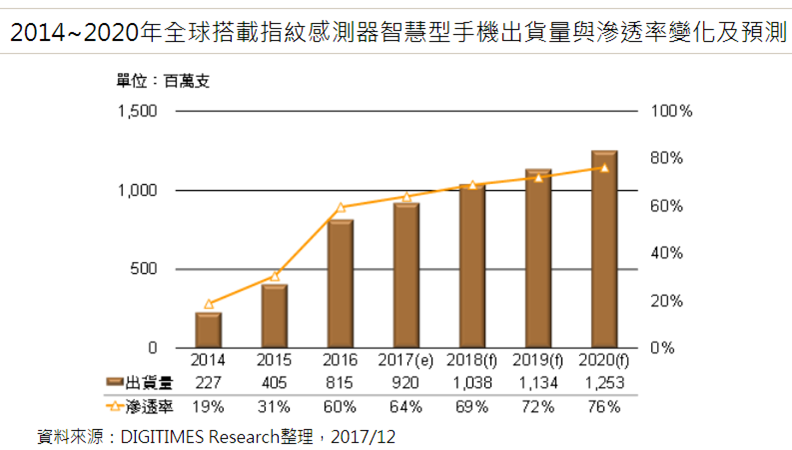 2014~2020年全球搭載指紋感測器智慧型手機出貨量與滲透率變化及預測
單位：百萬支
1,500 100%
80%
1,000
60%
500
40%
20%
0 0%
2014 2015 2016 2017(e) 2018(f) 2019(f) 2020(f)
出貨量 227 405 815 920 1,038 1,134 1,253
滲透率 19% 31% 60% 64% 69% 72% 76%
資料來源：DIGITIMES Research整理，2017/12